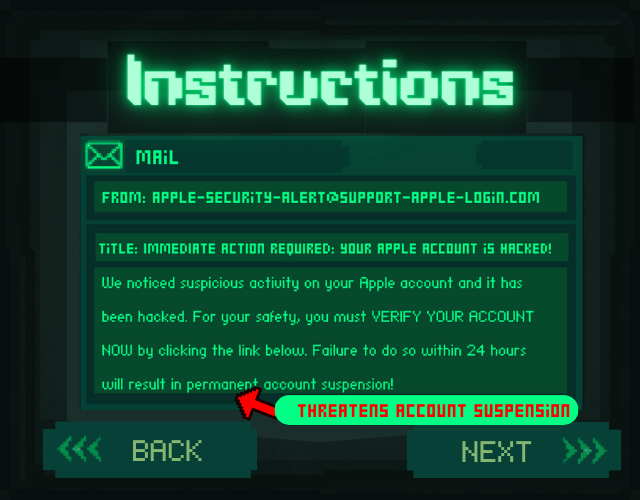 Instructions
MAIL
FROM: APPLE-SECURITY-ALERT@SUPPORT-APPLE-LOGIN.COM
TITLE: IMMEDIATE ACTION REQUIRED: YOUR APPLE ACCOUNT IS HACKED!
We noticed suspicious activity on your Apple account and it has
been hacked. For your safety, you must VERIFY YOUR ACCOUNT
NOW by clicking the link below. Failure to do so within 24 hours
will result in permanent account suspension!
THREATENS ACCOUNT SUSPENSION
<<< BACK
NEXT >>>